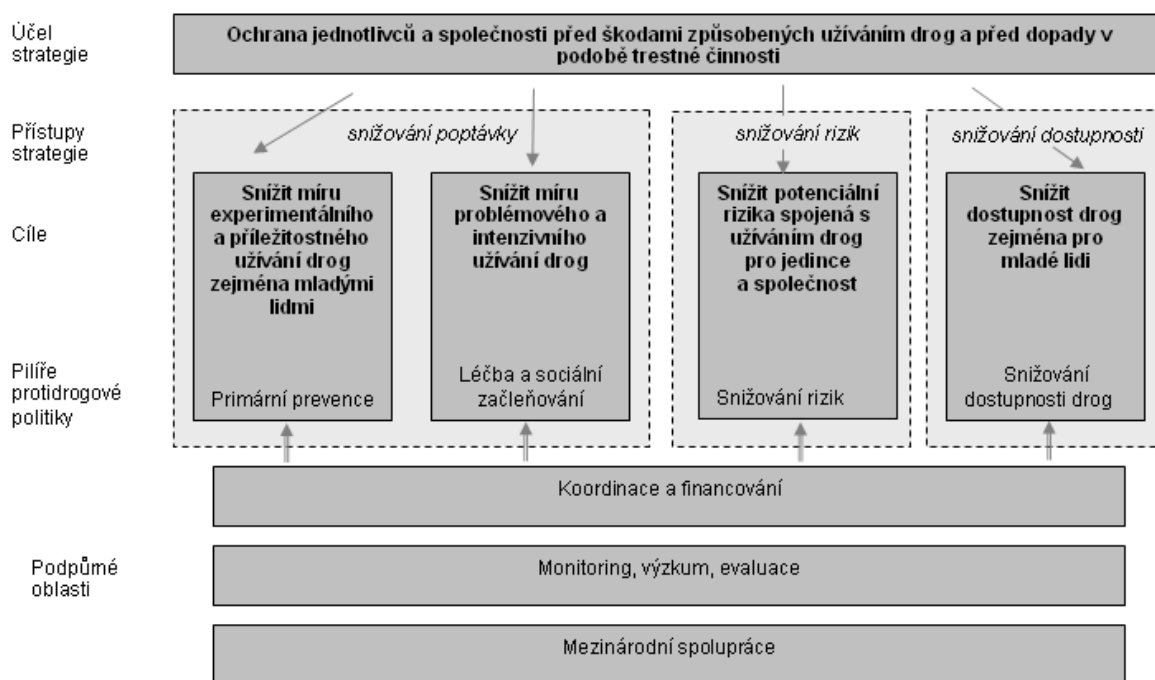 Účel
strategie
Ochrana jednotlivců a společnosti před škodami způsobených užíváním drog a před dopady v
podobě trestné činnosti
Přístupy
strategie
snižování poptávky
snižování rizik
snižování dostupnosti
Cíle
Snížit míru
experimentálního
a příležitostného
užívání drog
zejména mladými
lidmi
Primární prevence
Snížit míru
problémového a
intenzivního
užívání drog
Léčba a sociální
začleňování
Snížit potenciální
rizika spojená s
užíváním drog
pro jedince
a společnost
Snižování rizik
Snížit
dostupnost drog
zejména pro
mladé lidi
Snižování
dostupnosti drog
Pilíře
protidrogové
politiky
Koordinace a financování
Podpůrné
oblasti
Monitoring, výzkum, evaluace
Mezinárodní spolupráce